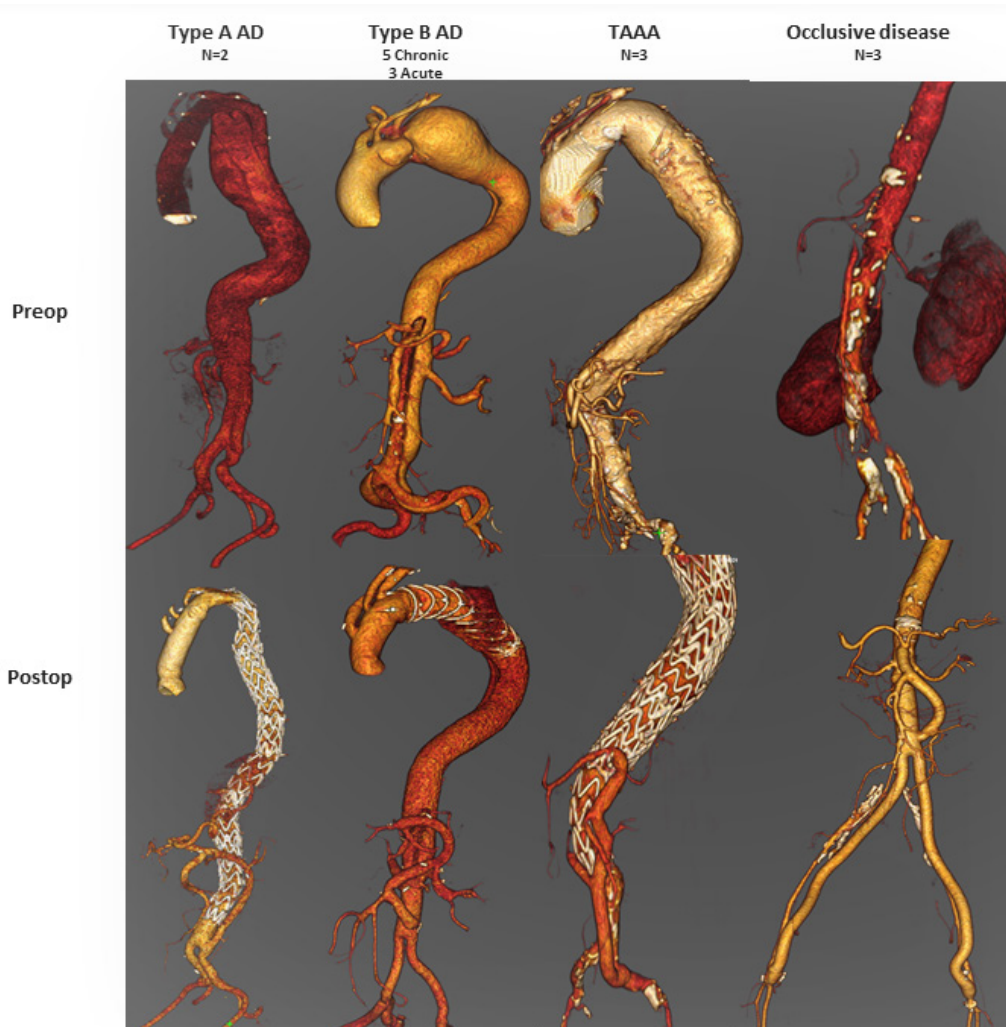 Type A AD
N=2
Type B AD
5 Chronic
3 Acute
TAAA
N=3
Occlusive disease
N=3
Preop
Postop